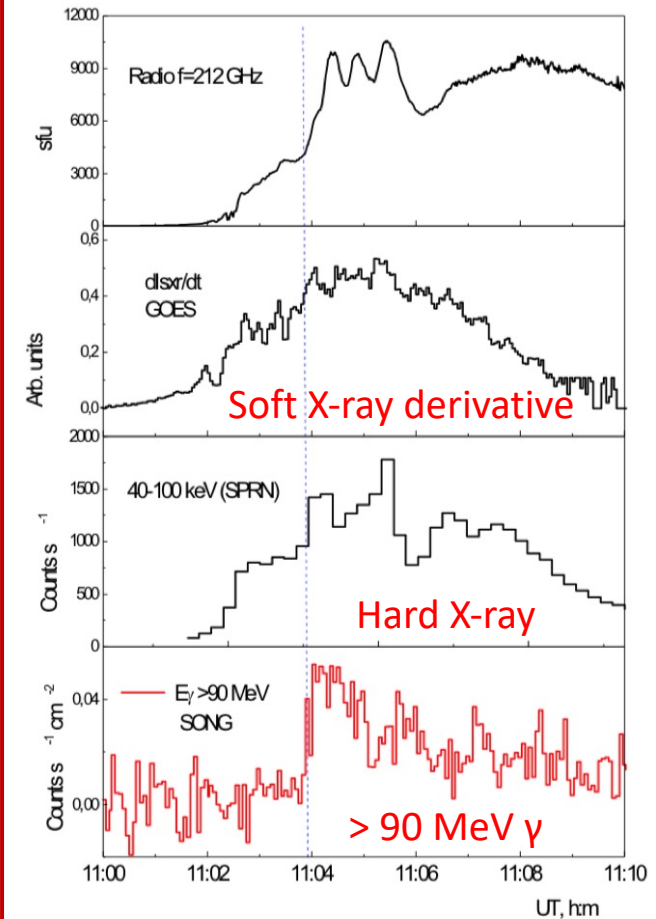 12000
9000
6000
3000
0
sfu
Radio f=212 GHz
0,6
0,4
0,2
0,0
Arb. units
dIsxr/dt
GOES
Soft X-ray derivative
2000
1500
1000
500
0
Counts s⁻¹
40-100 keV (SPRN)
Hard X-ray
0,04
0,00
Counts s⁻¹ cm⁻²
Eγ >90 MeV
SONG
> 90 MeV γ
11:00 11:02 11:04 11:06 11:08 11:10
UT, h:m